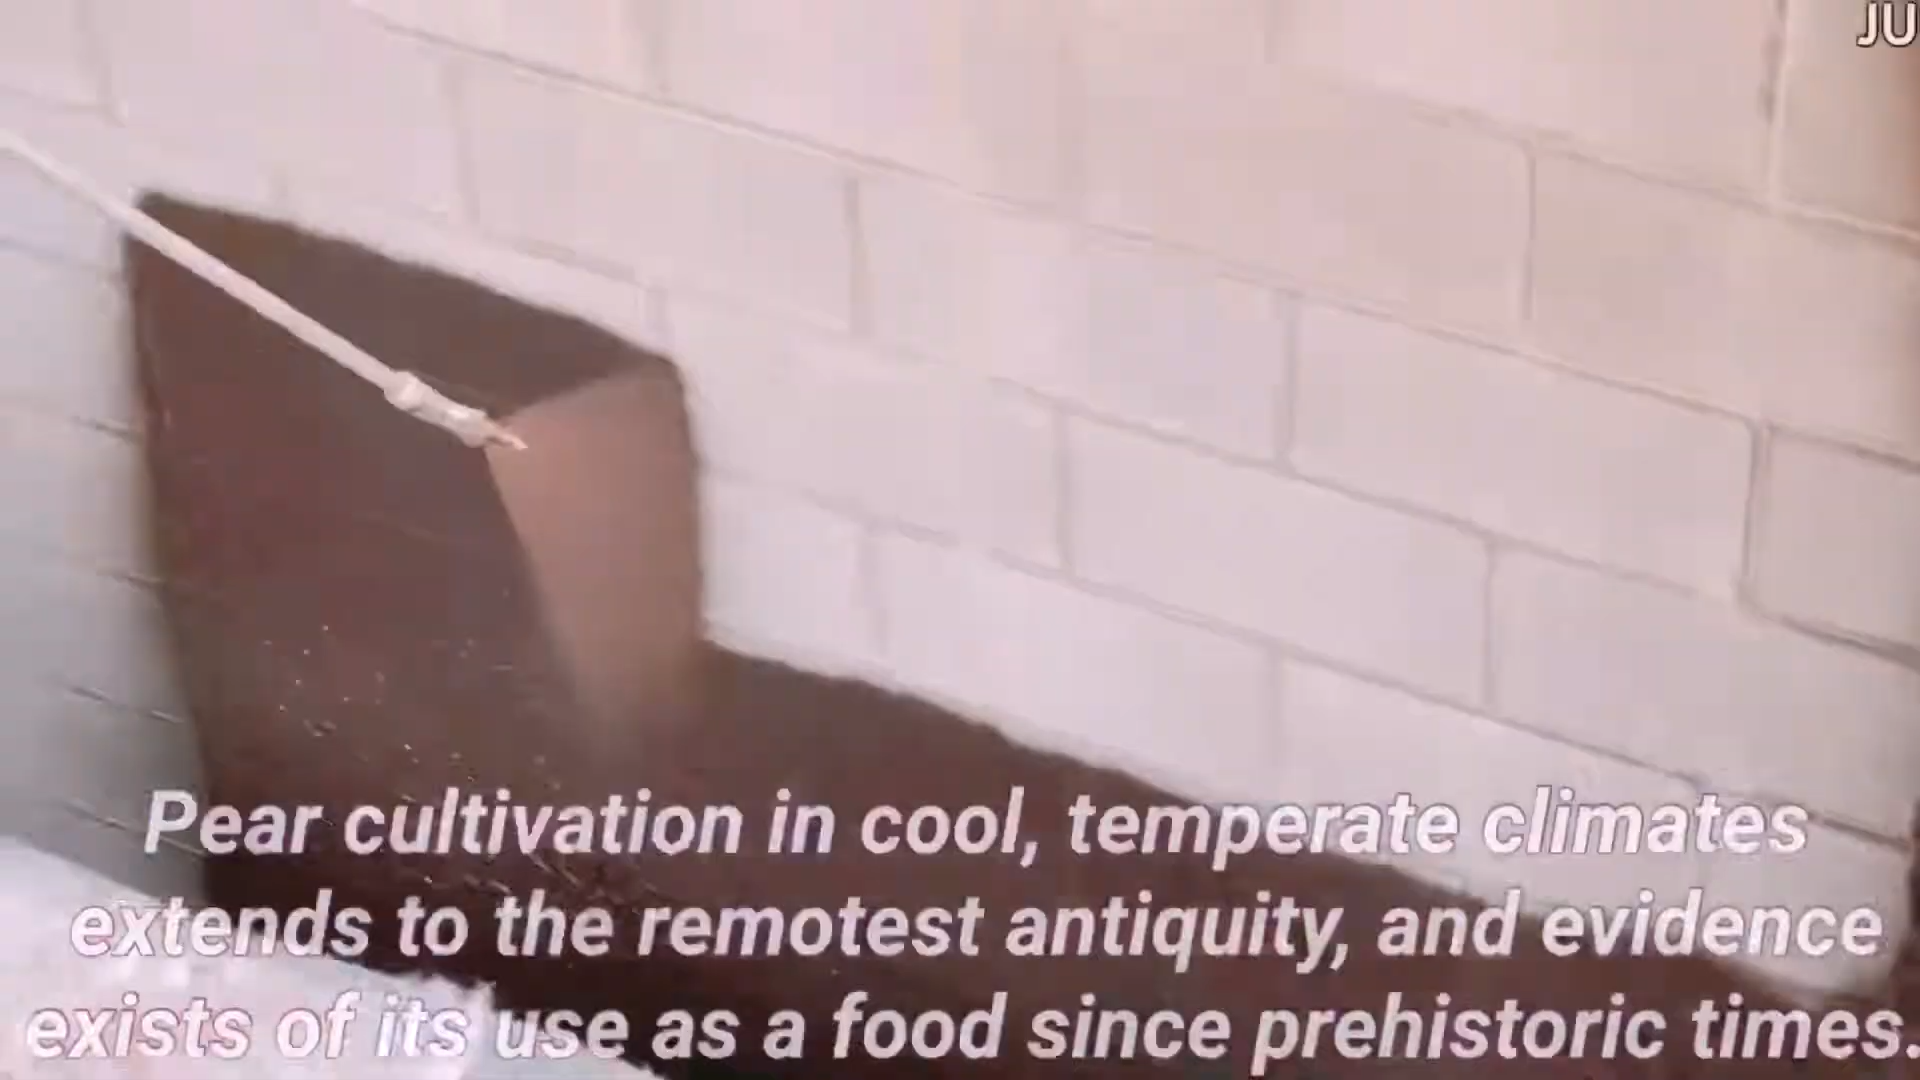 JU
Pear cultivation in cool, temperate climates
extends to the remotest antiquity, and evidence
exists of its use as a food since prehistoric times.